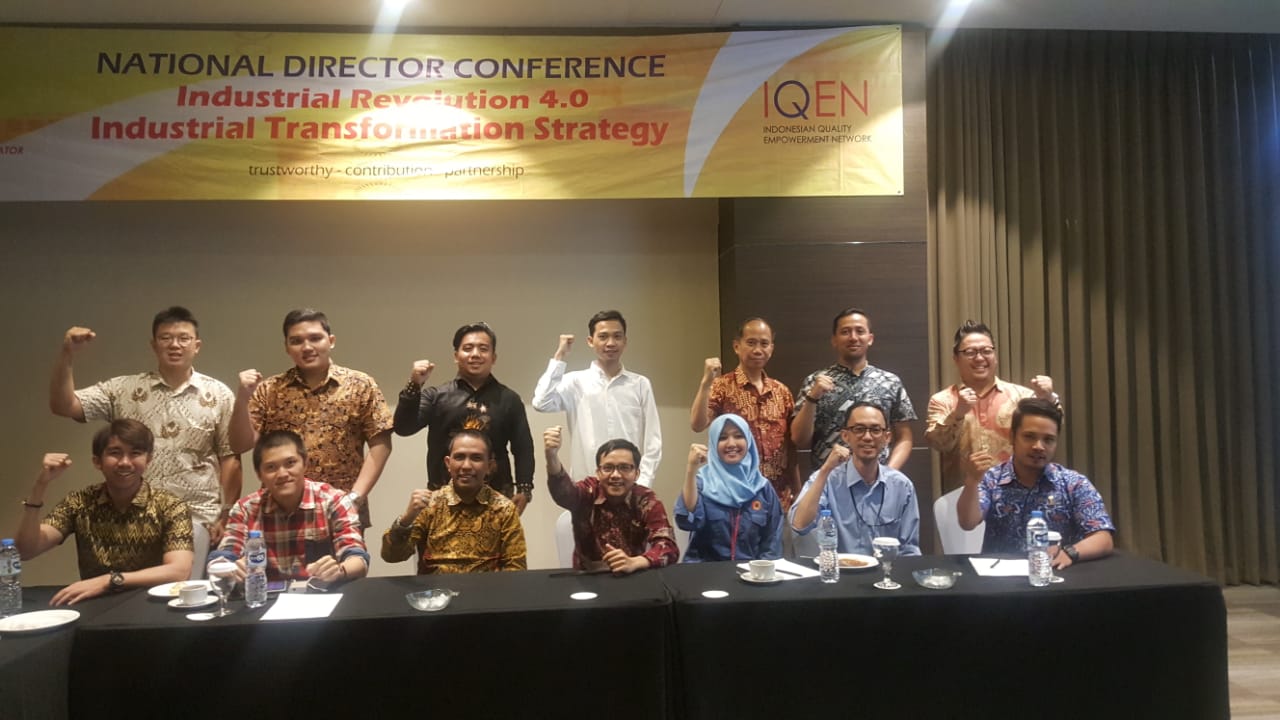 NATIONAL DIRECTOR CONFERENCE
Industrial Revolution 4.0
Industrial Transformation Strategy
trustworthy - contribution - partnership
IQEN
INDONESIAN QUALITY
EMPOWERMENT NETWORK